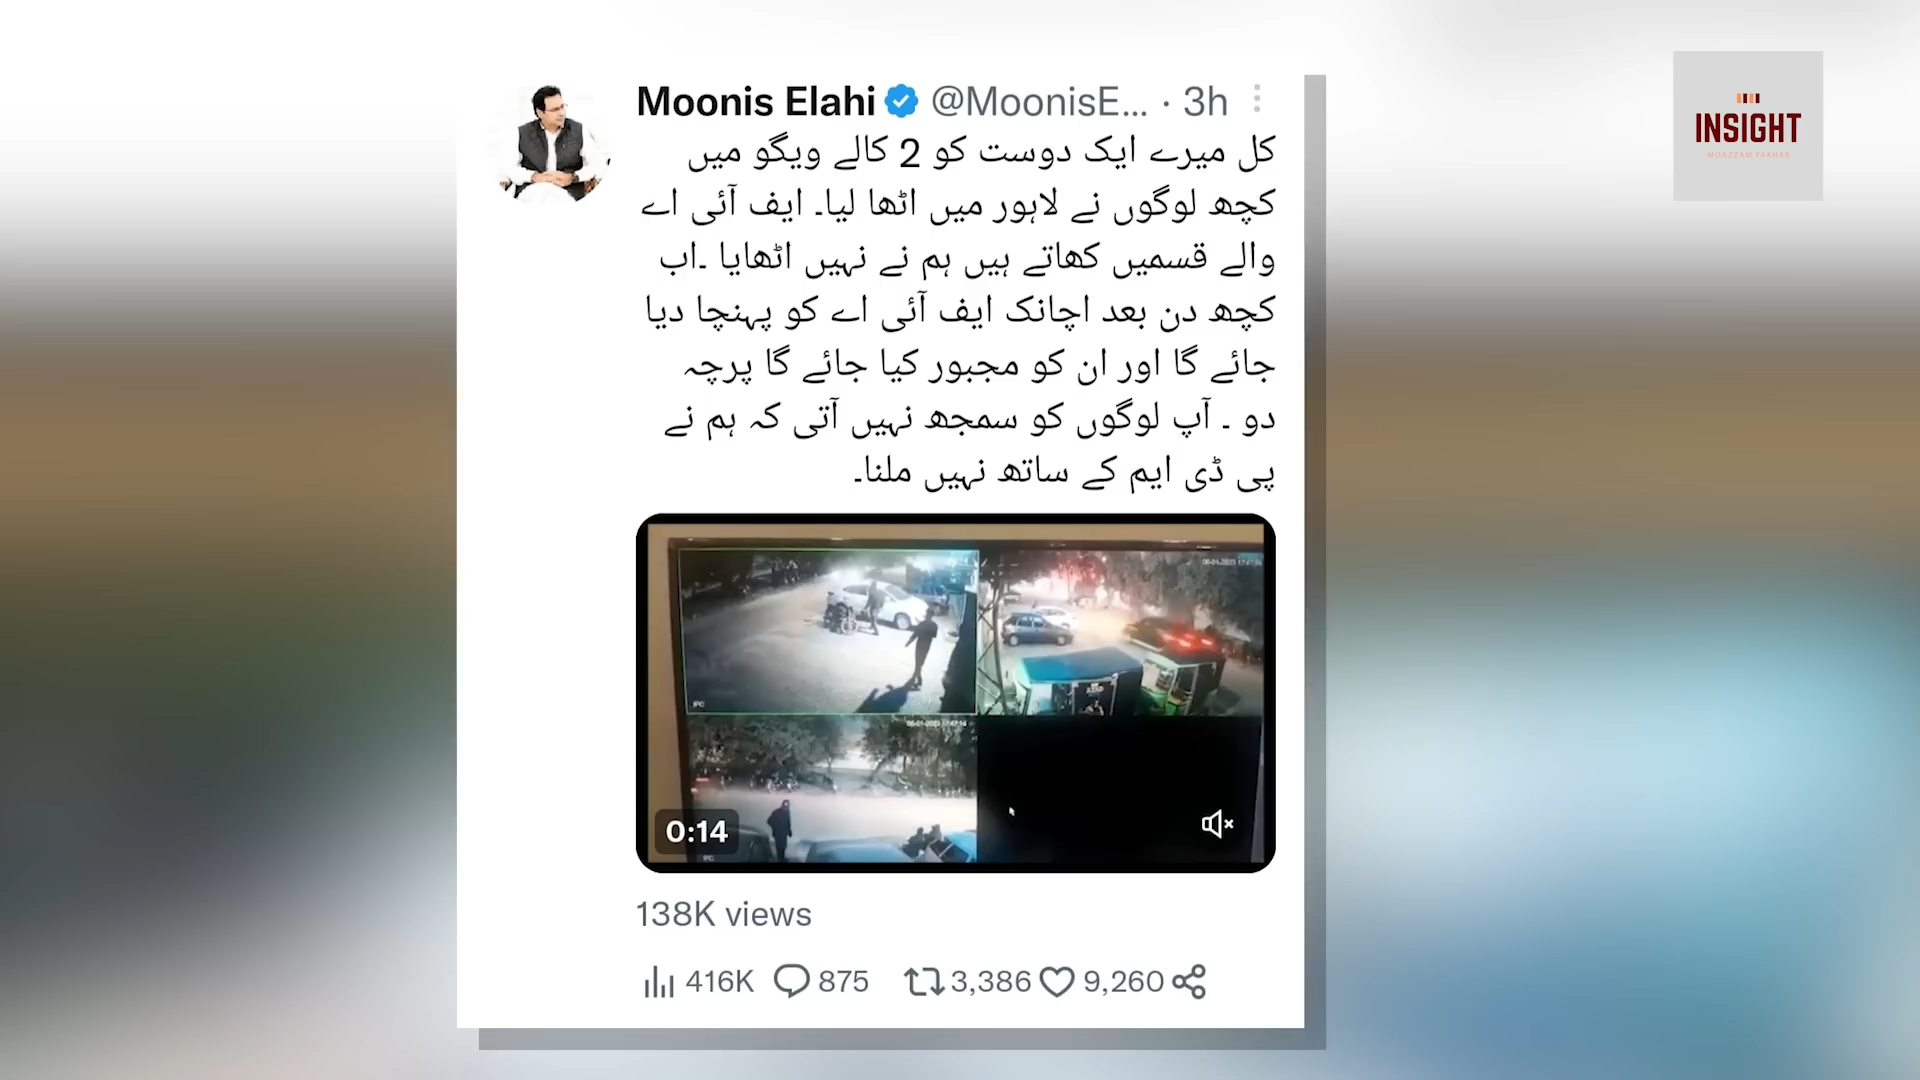 Moonis Elahi @MoonisE... · 3h
کل میرے ایک دوست کو 2 کالے ویگو میں
کچھ لوگوں نے لاہور میں اٹھا لیا۔ ایف آئی اے
والے قسمیں کھاتے ہیں ہم نے نہیں اٹھایا ۔اب
کچھ دن بعد اچانک ایف آئی اے کو پہنچا دیا
جائے گا اور ان کو مجبور کیا جائے گا پرچہ
دو ۔ آپ لوگوں کو سمجھ نہیں آتی کہ ہم نے
پی ڈی ایم کے ساتھ نہیں ملنا۔
IPC
0:14
138K views
416K 875 3,386 9,260
INSIGHT
MOAZZAM FAKHAR